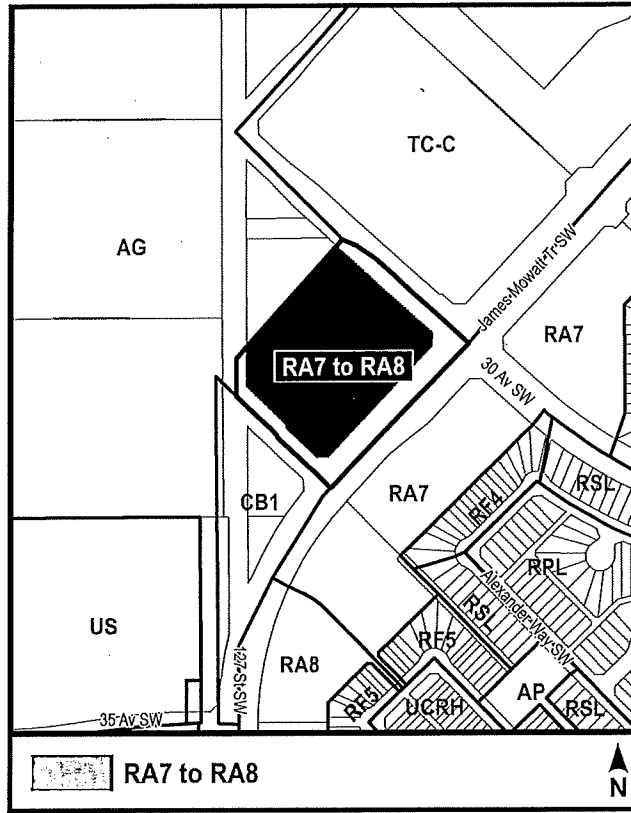 TC-C
AG
James Mowatt Tr SW
RA7
RA7 to RA8
30 Av SW
RSL
RA7
CB1
RF4
RPL
Alexander Way SW
RSL
US
RF5
127 St SW
RA8
AP
RF5
UCRH
RSL
35 Av SW
RA7 to RA8
N